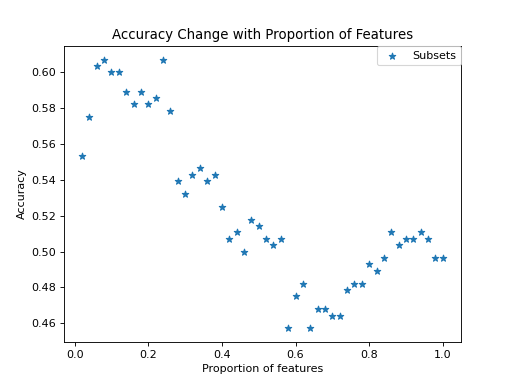 Accuracy Change with Proportion of Features
Subsets
Accuracy
0.60
0.58
0.56
0.54
0.52
0.50
0.48
0.46
0.0 0.2 0.4 0.6 0.8 1.0
Proportion of features